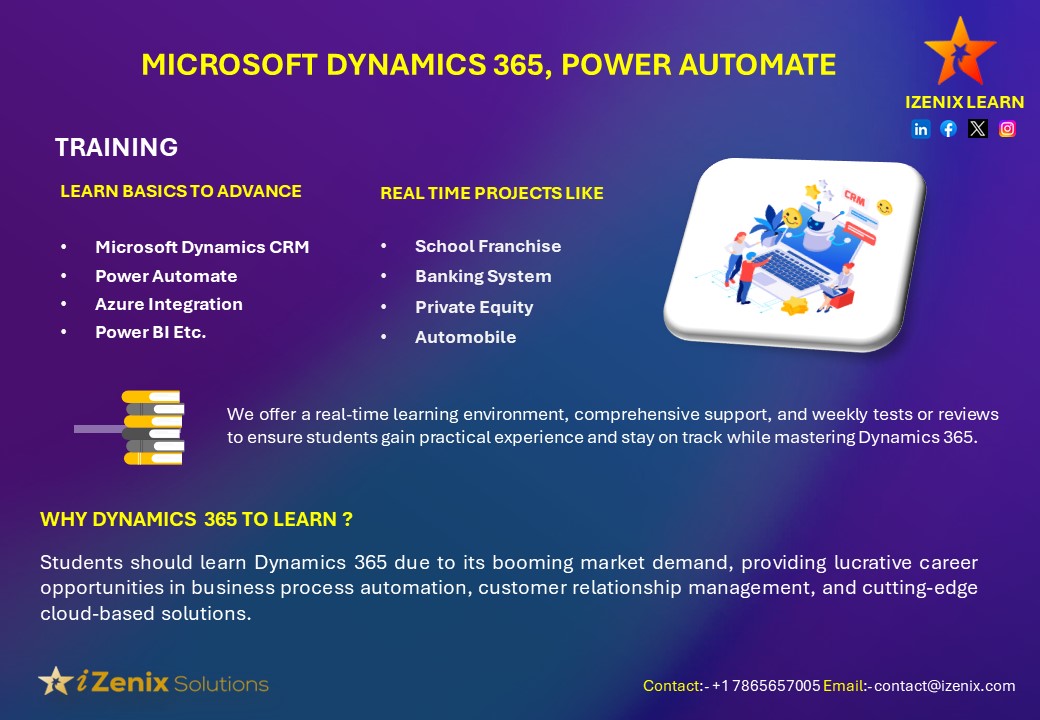 MICROSOFT DYNAMICS 365, POWER AUTOMATE
IZENIX LEARN
TRAINING
LEARN BASICS TO ADVANCE
• Microsoft Dynamics CRM
• Power Automate
• Azure Integration
• Power BI Etc.
REAL TIME PROJECTS LIKE
• School Franchise
• Banking System
• Private Equity
• Automobile
CRM
We offer a real-time learning environment, comprehensive support, and weekly tests or reviews
to ensure students gain practical experience and stay on track while mastering Dynamics 365.
WHY DYNAMICS 365 TO LEARN ?
Students should learn Dynamics 365 due to its booming market demand, providing lucrative career
opportunities in business process automation, customer relationship management, and cutting-edge
cloud-based solutions.
iZenix Solutions
Contact:- +1 7865657005 Email:- contact@izenix.com